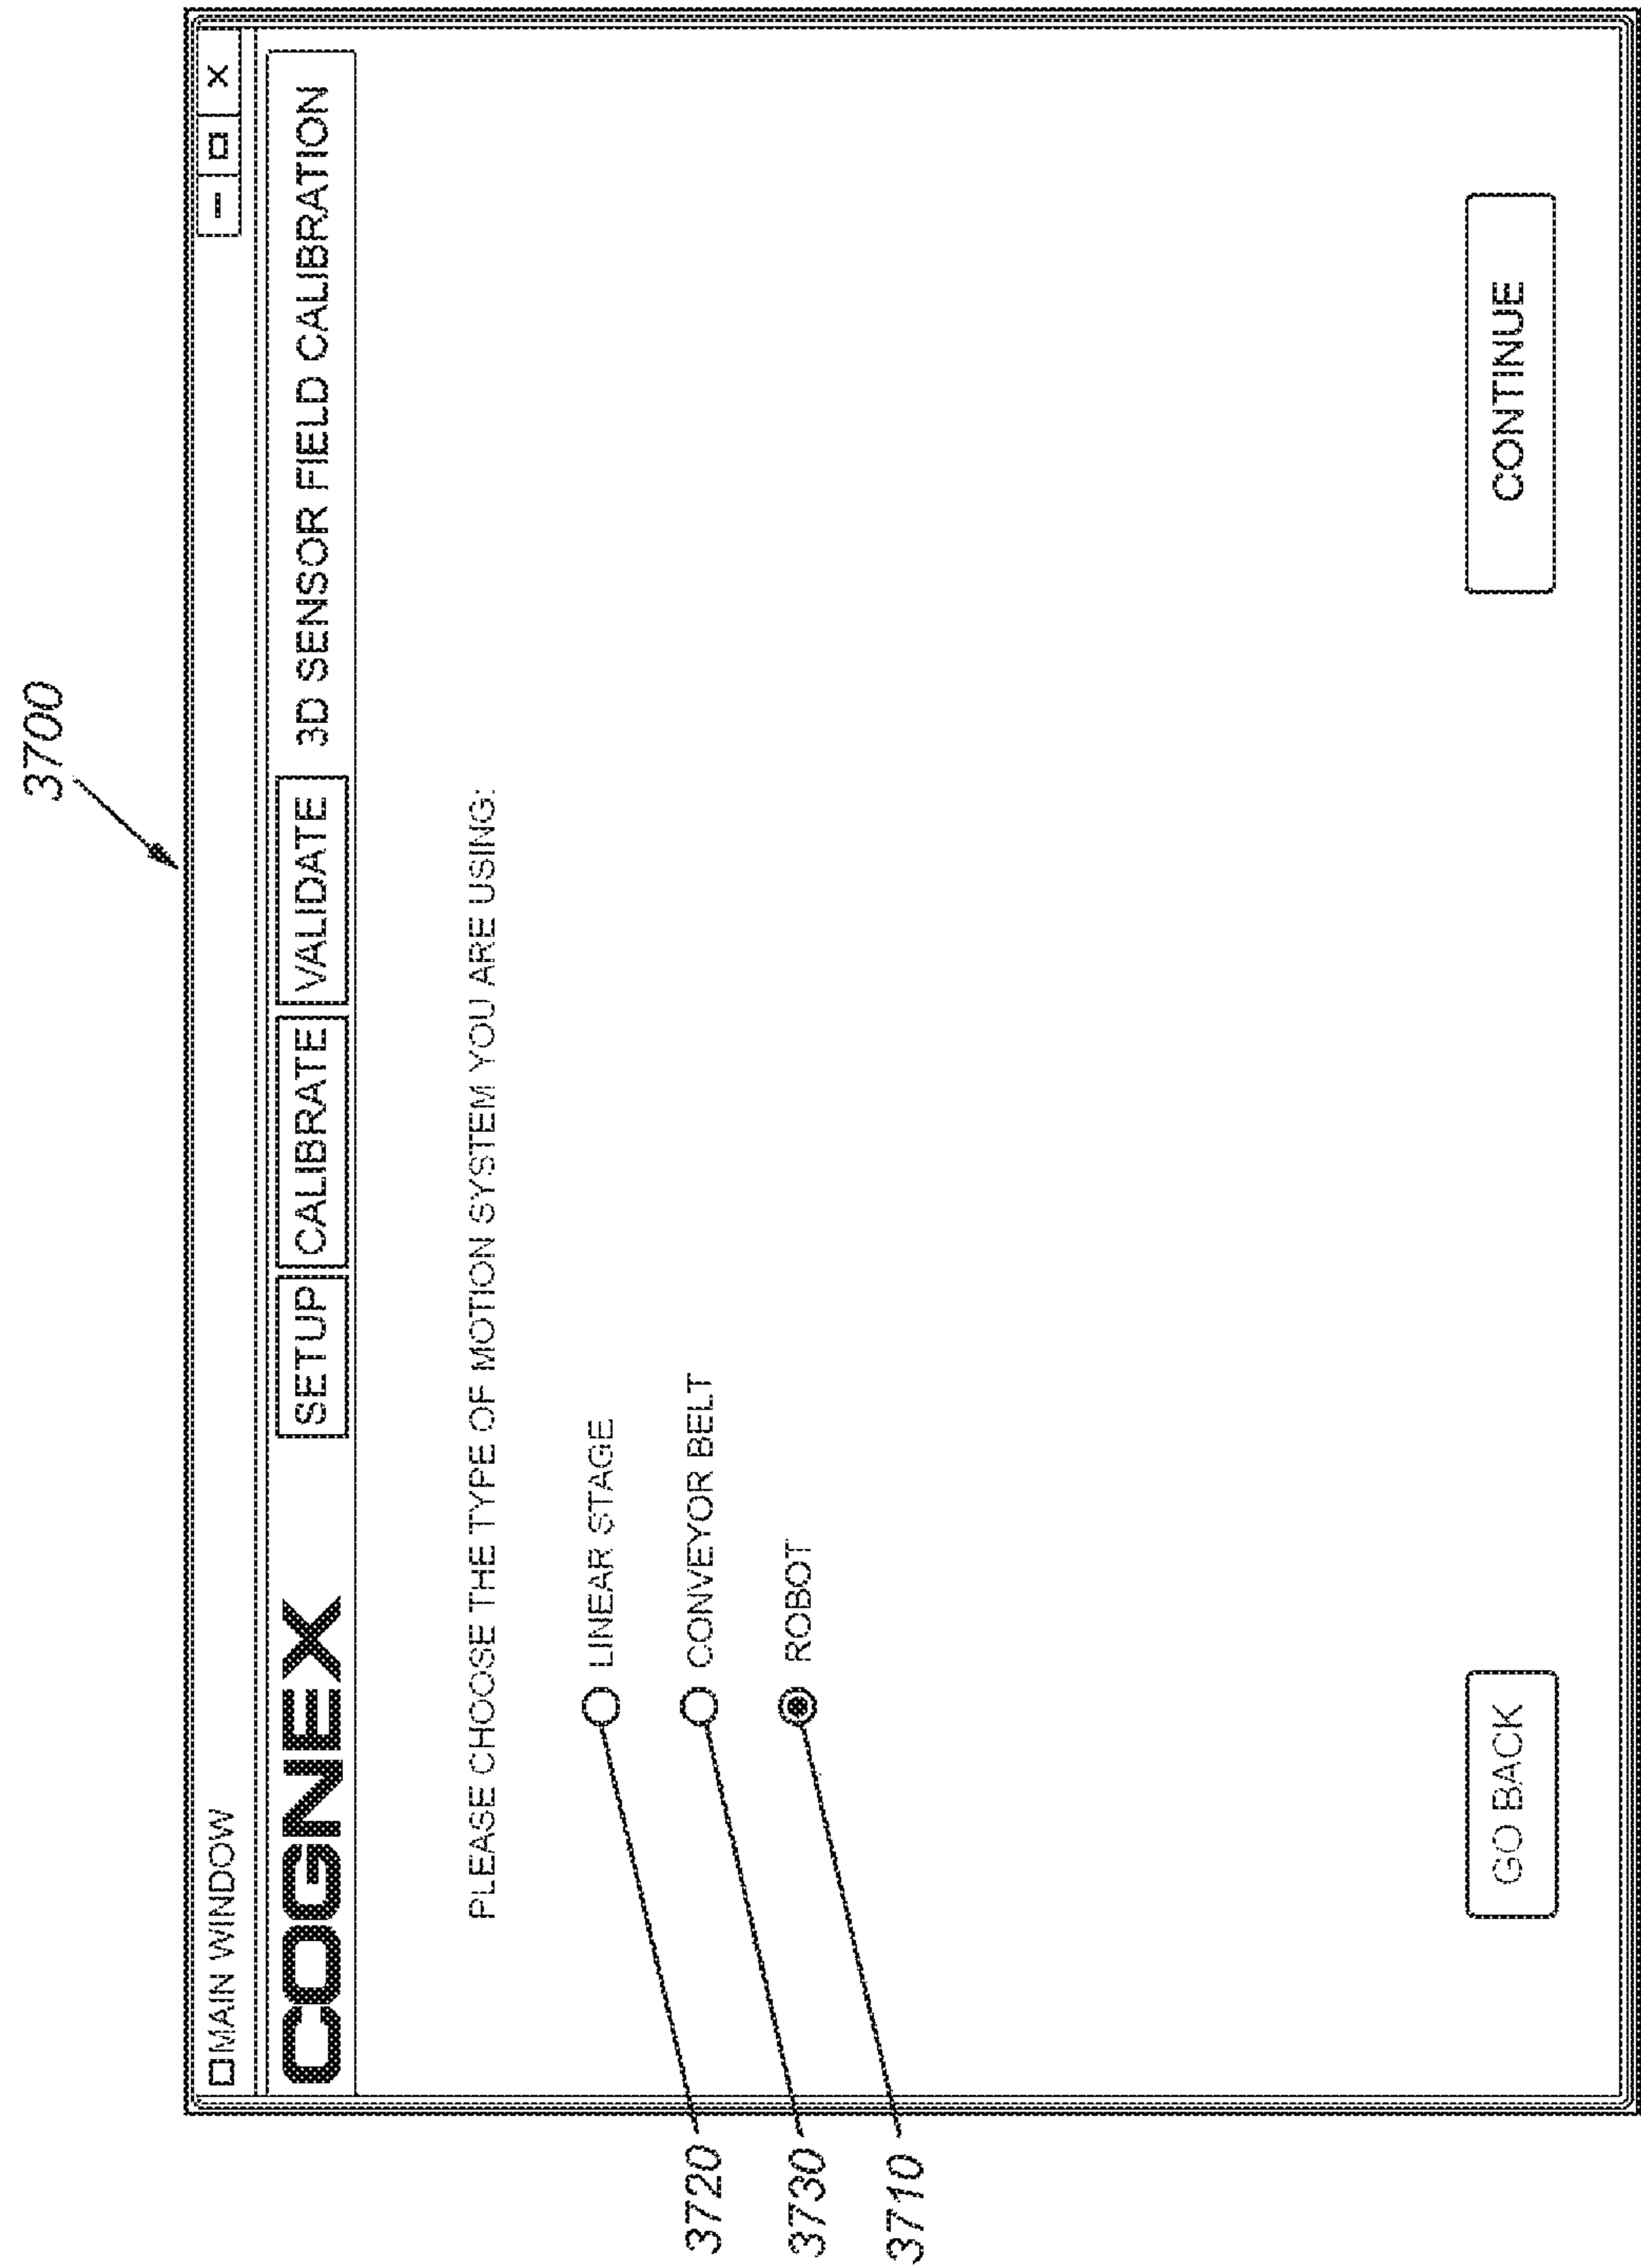 3700
MAIN WINDOW
COGNEX SETUP CALIBRATE VALIDATE 3D SENSOR FIELD CALIBRATION
PLEASE CHOOSE THE TYPE OF MOTION SYSTEM YOU ARE USING:
LINEAR STAGE
3720
CONVEYOR BELT
3730
ROBOT
3710
GO BACK CONTINUE